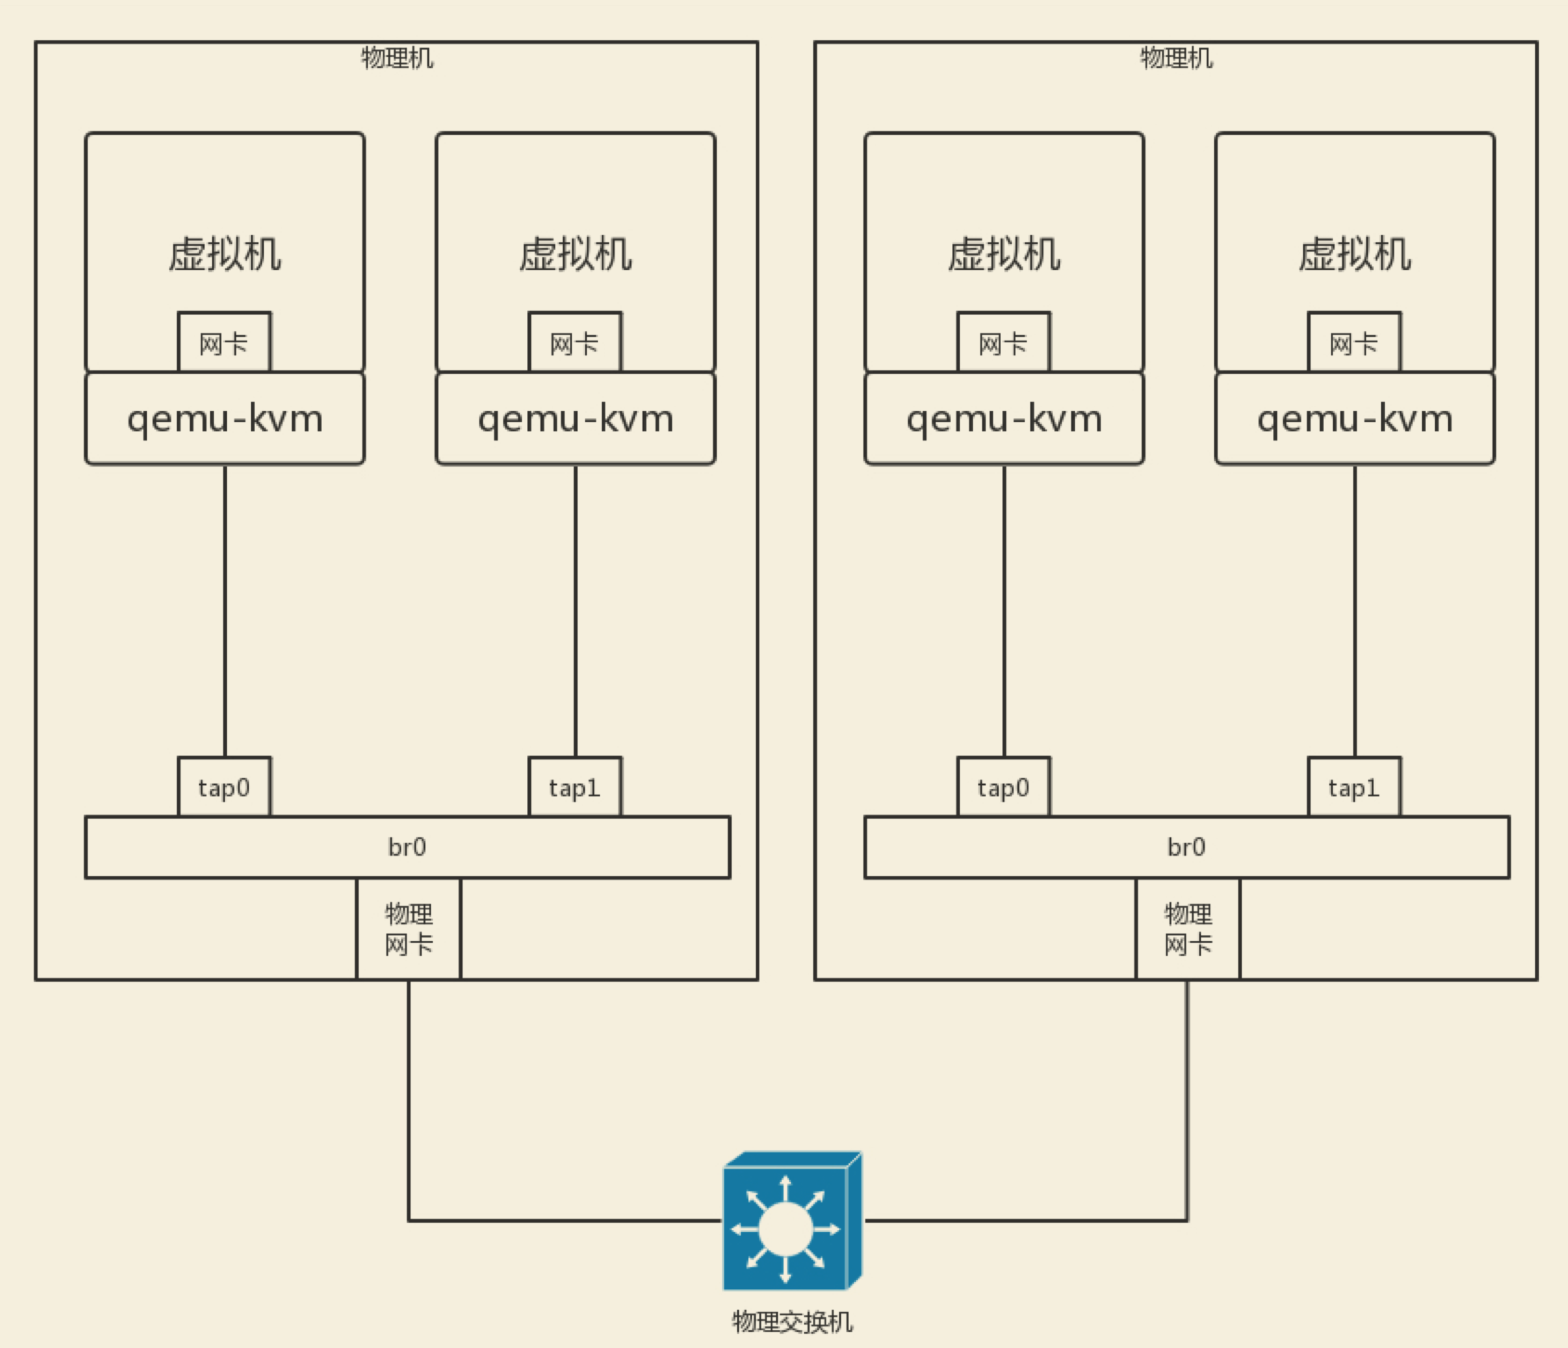 物理机
物理机
虚拟机
虚拟机
虚拟机
虚拟机
网卡
网卡
网卡
网卡
qemu-kvm
qemu-kvm
qemu-kvm
qemu-kvm
tap0
tap1
tap0
tap1
br0
br0
物理
网卡
物理
网卡
物理交换机